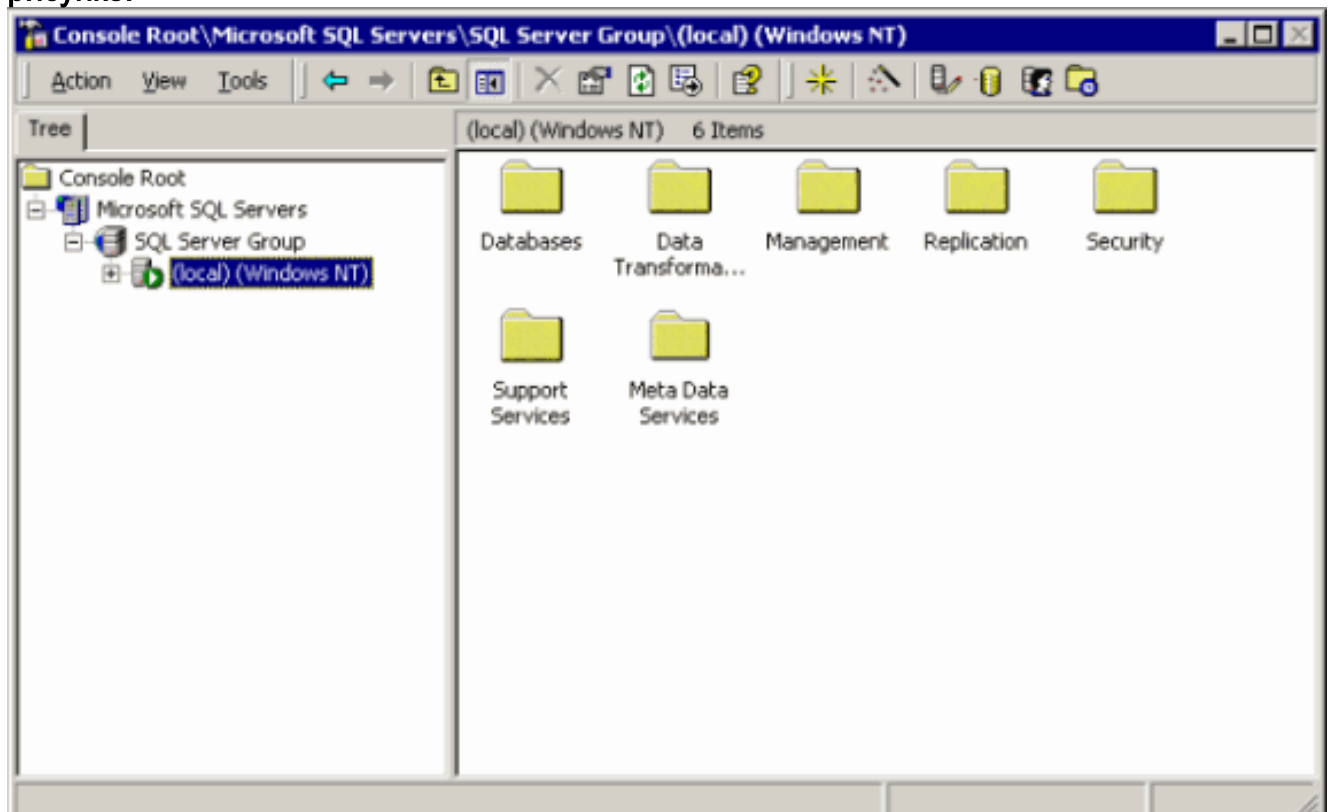 рисунке:
Console Root\Microsoft SQL Servers\SQL Server Group\(local) (Windows NT)
Action View Tools
Tree
(local) (Windows NT) 6 Items
Console Root
Microsoft SQL Servers
SQL Server Group
(local) (Windows NT)
Databases
Data
Transforma...
Management
Replication
Security
Support
Services
Meta Data
Services